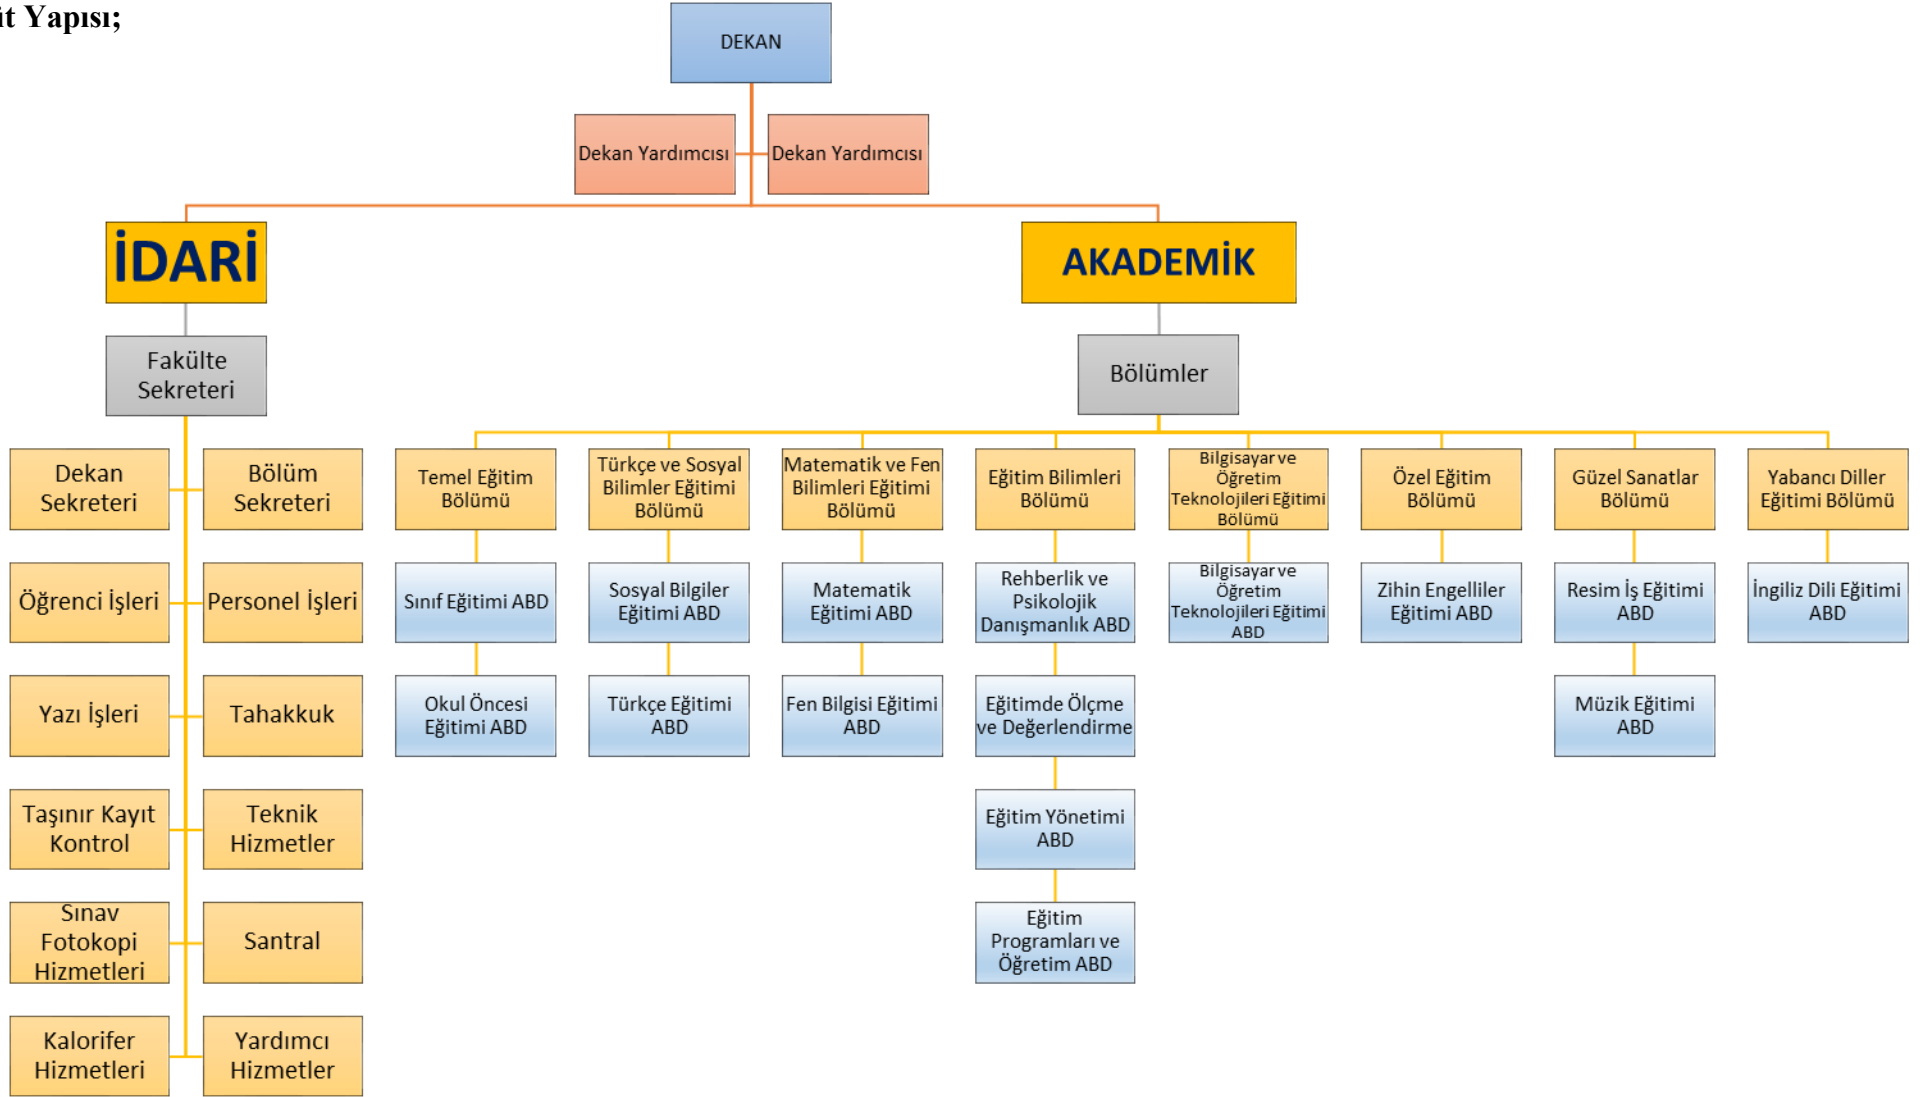 Yapısı;
DEKAN
Dekan Yardımcısı
Dekan Yardımcısı
İDARİ
AKADEMİK
Fakülte
Sekreteri
Bölümler
Dekan
Sekreteri
Bölüm
Sekreteri
Öğrenci İşleri
Personel İşleri
Yazı İşleri
Tahakkuk
Taşınır Kayıt
Kontrol
Teknik
Hizmetler
Sınav
Fotokopi
Hizmetleri
Santral
Kalorifer
Hizmetleri
Yardımcı
Hizmetler
Temel Eğitim
Bölümü
Sınıf Eğitimi ABD
Okul Öncesi
Eğitimi ABD
Türkçe ve Sosyal
Bilimler Eğitimi
Bölümü
Sosyal Bilgiler
Eğitimi ABD
Türkçe Eğitimi
ABD
Matematik ve Fen
Bilimleri Eğitimi
Bölümü
Matematik
Eğitimi ABD
Fen Bilgisi Eğitimi
ABD
Eğitim Bilimleri
Bölümü
Rehberlik ve
Psikolojik
Danışmanlık ABD
Eğitimde Ölçme
ve Değerlendirme
Eğitim Yönetimi
ABD
Eğitim
Programları ve
Öğretim ABD
Bilgisayar ve
Öğretim
Teknolojileri Eğitimi
Bölümü
Bilgisayar ve
Öğretim
Teknolojileri Eğitimi
ABD
Özel Eğitim
Bölümü
Zihin Engelliler
Eğitimi ABD
Güzel Sanatlar
Bölümü
Resim İş Eğitimi
ABD
Müzik Eğitimi
ABD
Yabancı Diller
Eğitimi Bölümü
İngiliz Dili Eğitimi
ABD